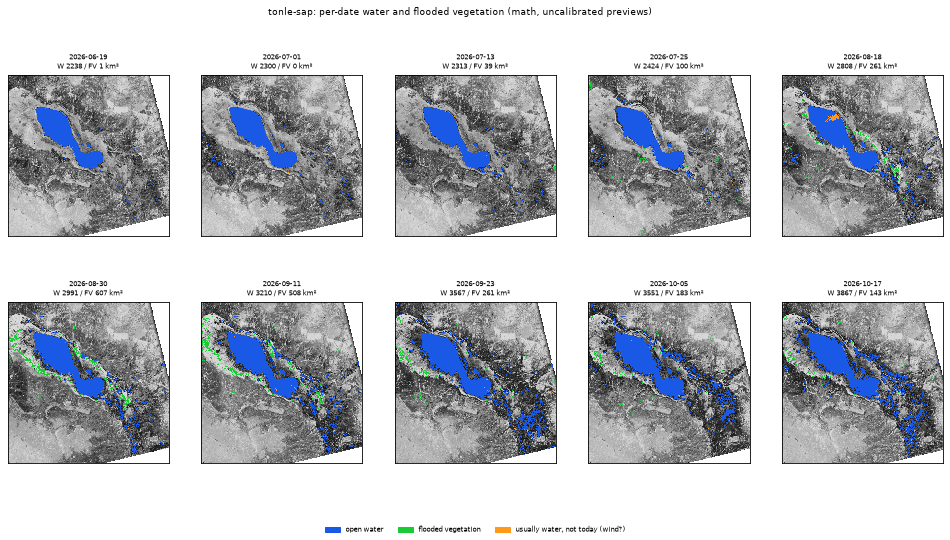 tonle-sap: per-date water and flooded vegetation (math, uncalibrated previews)
2026-06-19
W 2238 / FV 1 km²
2026-07-01
W 2300 / FV 0 km²
2026-07-13
W 2313 / FV 39 km²
2026-07-25
W 2424 / FV 100 km²
2026-08-18
W 2808 / FV 261 km²
2026-08-30
W 2991 / FV 607 km²
2026-09-11
W 3210 / FV 508 km²
2026-09-23
W 3567 / FV 261 km²
2026-10-05
W 3551 / FV 183 km²
2026-10-17
W 3867 / FV 143 km²
open water
flooded vegetation
usually water, not today (wind?)